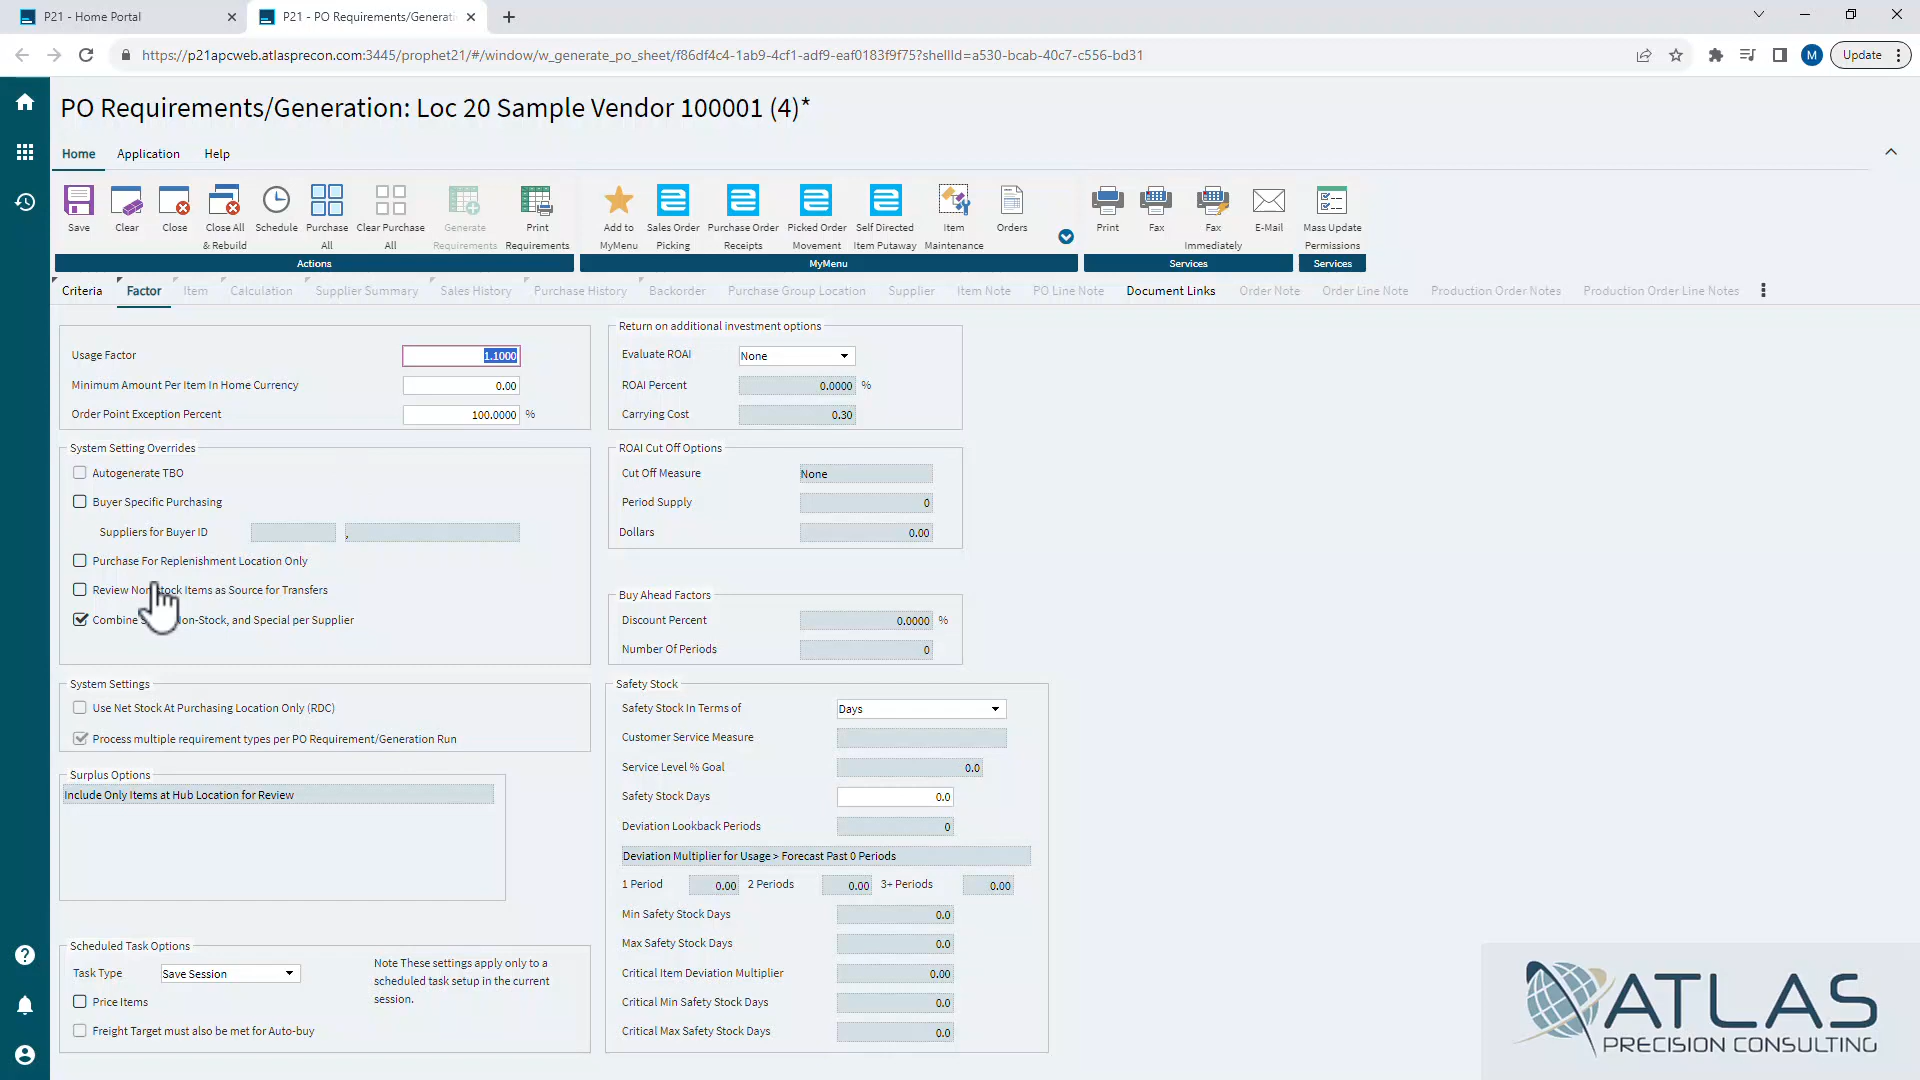 P21 - Home Portal
P21 - PO Requirements/Generati
https://p21apcweb.atlasprecon.com:3445/prophet21/#/window/w_generate_po_sheet/f86df4c4-1ab9-4cf1-adf9-eaf0183f9f75?shellId=a530-bcab-40c7-c556-bd31
M
Update
PO Requirements/Generation: Loc 20 Sample Vendor 100001 (4)*
Home Application Help
Save
Clear
Close
Close All & Rebuild
Schedule
Purchase All
Clear Purchase All
Generate Requirements
Print Requirements
Add to MyMenu
Sales Order Picking
Purchase Order Receipts
Picked Order Movement
Self Directed Item Putaway
Item Maintenance
Orders
Print
Fax
Fax Immediately
E-Mail
Mass Update Permissions
Actions
MyMenu
Services
Services
Criteria Factor Item Calculation Supplier Summary Sales History Purchase History Backorder Purchase Group Location Supplier Item Note PO Line Note Document Links Order Note Order Line Note Production Order Notes Production Order Line Notes
Usage Factor 1.1000
Minimum Amount Per Item In Home Currency 0.00
Order Point Exception Percent 100.0000 %
System Setting Overrides
Autogenerate TBO
Buyer Specific Purchasing
Suppliers for Buyer ID ,
Purchase For Replenishment Location Only
Review Non Stock Items as Source for Transfers
Combine Non-Stock, and Special per Supplier
System Settings
Use Net Stock At Purchasing Location Only (RDC)
Process multiple requirement types per PO Requirement/Generation Run
Surplus Options
Include Only Items at Hub Location for Review
Scheduled Task Options
Task Type Save Session
Price Items
Freight Target must also be met for Auto-buy
Note These settings apply only to a
scheduled task setup in the current
session.
Return on additional investment options
Evaluate ROAI None
ROAI Percent 0.0000 %
Carrying Cost 0.30
ROAI Cut Off Options
Cut Off Measure None
Period Supply 0
Dollars 0.00
Buy Ahead Factors
Discount Percent 0.0000 %
Number Of Periods 0
Safety Stock
Safety Stock In Terms of Days
Customer Service Measure
Service Level % Goal 0.0
Safety Stock Days 0.0
Deviation Lookback Periods 0
Deviation Multiplier for Usage > Forecast Past 0 Periods
1 Period 0.00 2 Periods 0.00 3+ Periods 0.00
Min Safety Stock Days 0.0
Max Safety Stock Days 0.0
Critical Item Deviation Multiplier 0.00
Critical Min Safety Stock Days 0.0
Critical Max Safety Stock Days 0.0
ATLAS
PRECISION CONSULTING